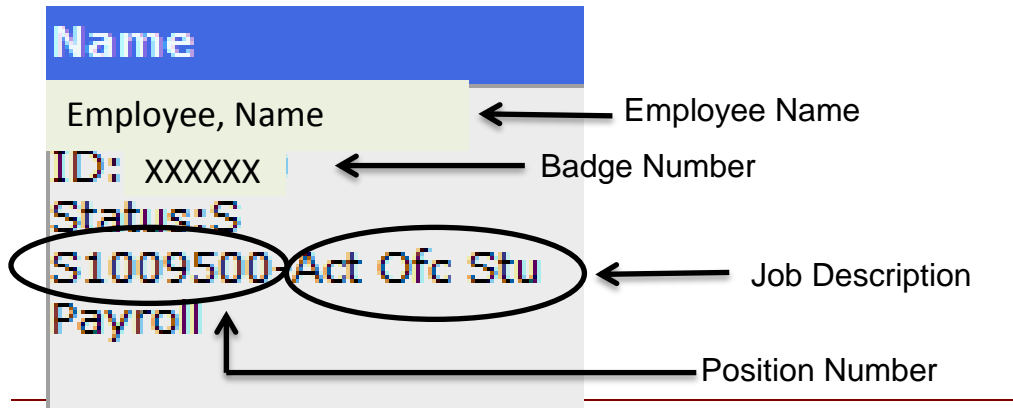 Name
Employee, Name
Employee Name
ID: XXXXXX
Badge Number
Status:S
S1009500-Act Ofc Stu
Job Description
Payroll
Position Number